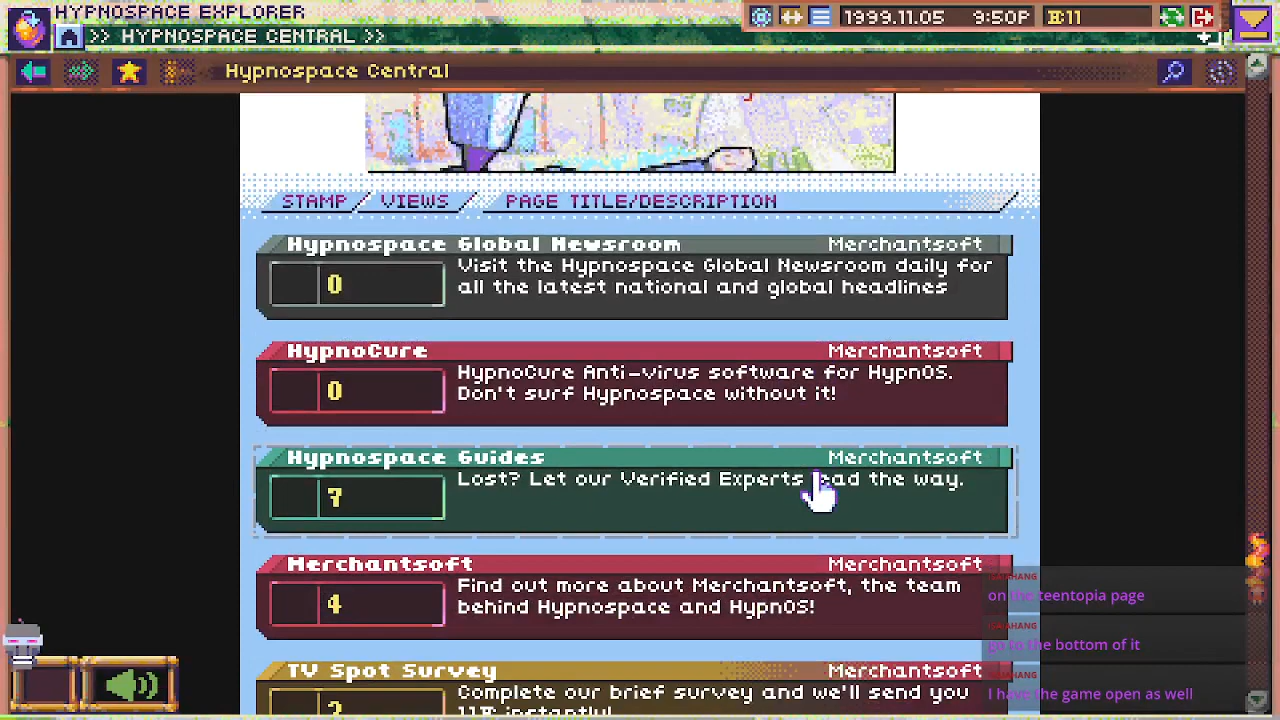 HYPNOSPACE EXPLORER
>> HYPNOSPACE CENTRAL >>
1999.11.05 9:50P 11
Hypnospace Central
STAMP VIEWS PAGE TITLE/DESCRIPTION
Hypnospace Global Newsroom Merchantsoft
0
Visit the Hypnospace Global Newsroom daily for
all the latest national and global headlines
HypnoCure Merchantsoft
0
HypnoCure Anti-virus software for HypnOS.
Don't surf Hypnospace without it!
Hypnospace Guides Merchantsoft
7
Lost? Let our Verified Experts ead the way.
Merchantsoft Merchantsoft
4
Find out more about Merchantsoft, the team
behind Hypnospace and HypnOS!
TV Spot Survey Merchantsoft
Complete our brief survey and we'll send you
instantly!
on the teentopia page
ISAIAHANG
go to the bottom of it
ISAIAHANG
I have the game open as well